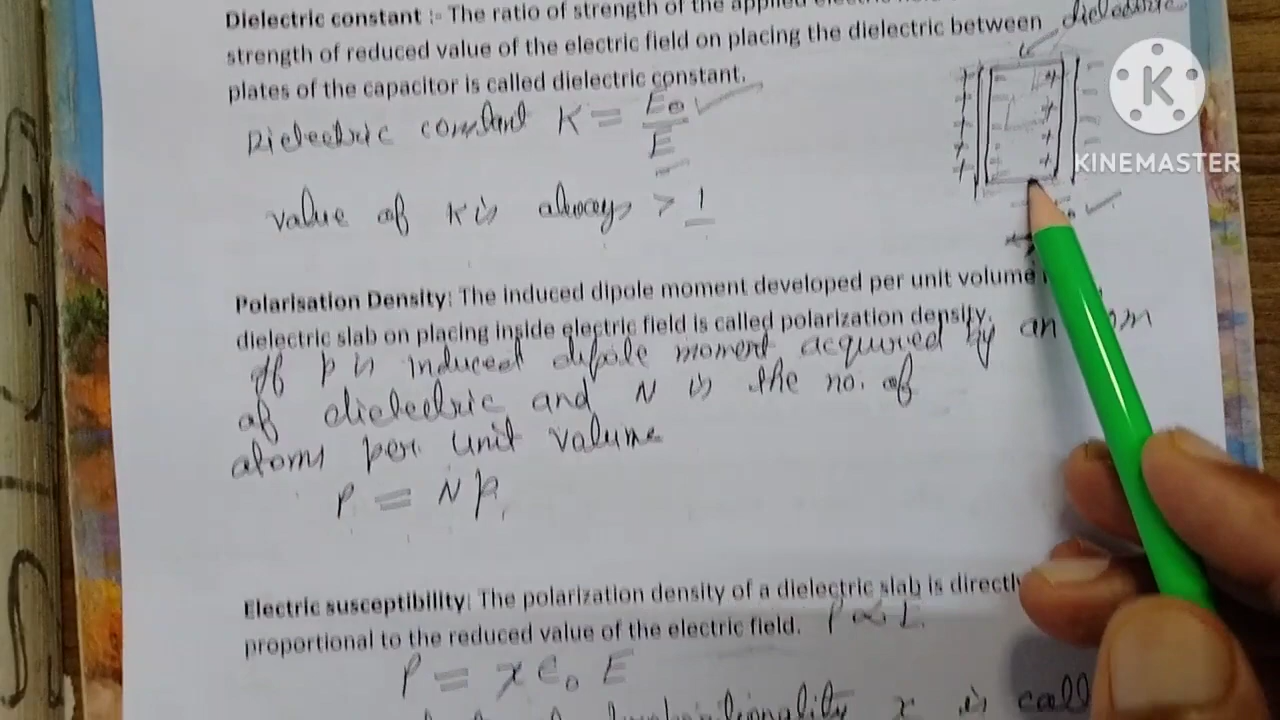 Dielectric constant :- The ratio of strength of the applied
strength of reduced value of the electric field on placing the dielectric between
plates of the capacitor is called dielectric constant.
dielectric
Dielectric constant K = E₀/E
value of K is always > 1
KINEMASTER
Polarisation Density: The induced dipole moment developed per unit volume
dielectric slab on placing inside electric field is called polarization density.
If p is induced dipole moment acquired by an
of dielectric and N is the no. of
atoms per unit volume
P = Np
Electric susceptibility: The polarization density of a dielectric slab is directly
proportional to the reduced value of the electric field. P ∝ E
P = χ ε₀ E
χ is